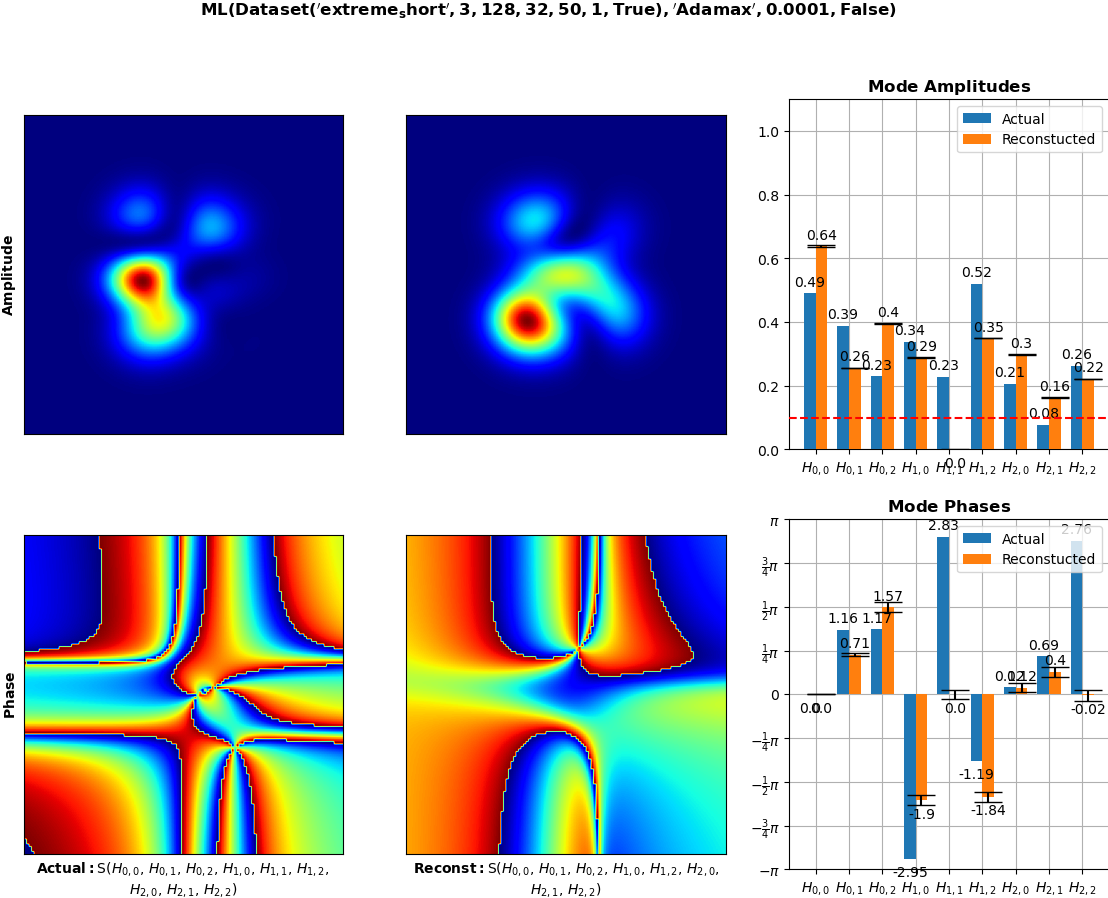 ML(Dataset('extreme_short', 3, 128, 32, 50, 1, True), 'Adamax', 0.0001, False)
Amplitude
Mode Amplitudes
Actual
Reconstucted
1.0
0.8
0.6
0.4
0.2
0.0
0.49
0.64
0.39
0.26
0.23
0.4
0.34
0.29
0.23
0.0
0.52
0.35
0.21
0.3
0.08
0.16
0.26
0.22
H0,0 H0,1 H0,2 H1,0 H1,1 H1,2 H2,0 H2,1 H2,2
Phase
Mode Phases
Actual
Reconstucted
π
3/4π
1/2π
1/4π
0
−1/4π
−1/2π
−3/4π
−π
0.0
0.0
1.16
0.71
1.17
1.57
-2.95
-1.9
2.83
0.0
-1.19
-1.84
0.12
0.12
0.69
0.4
2.76
-0.02
H0,0 H0,1 H0,2 H1,0 H1,1 H1,2 H2,0 H2,1 H2,2
Actual: S(H0,0, H0,1, H0,2, H1,0, H1,1, H1,2,
H2,0, H2,1, H2,2)
Reconst: S(H0,0, H0,1, H0,2, H1,0, H1,2, H2,0,
H2,1, H2,2)